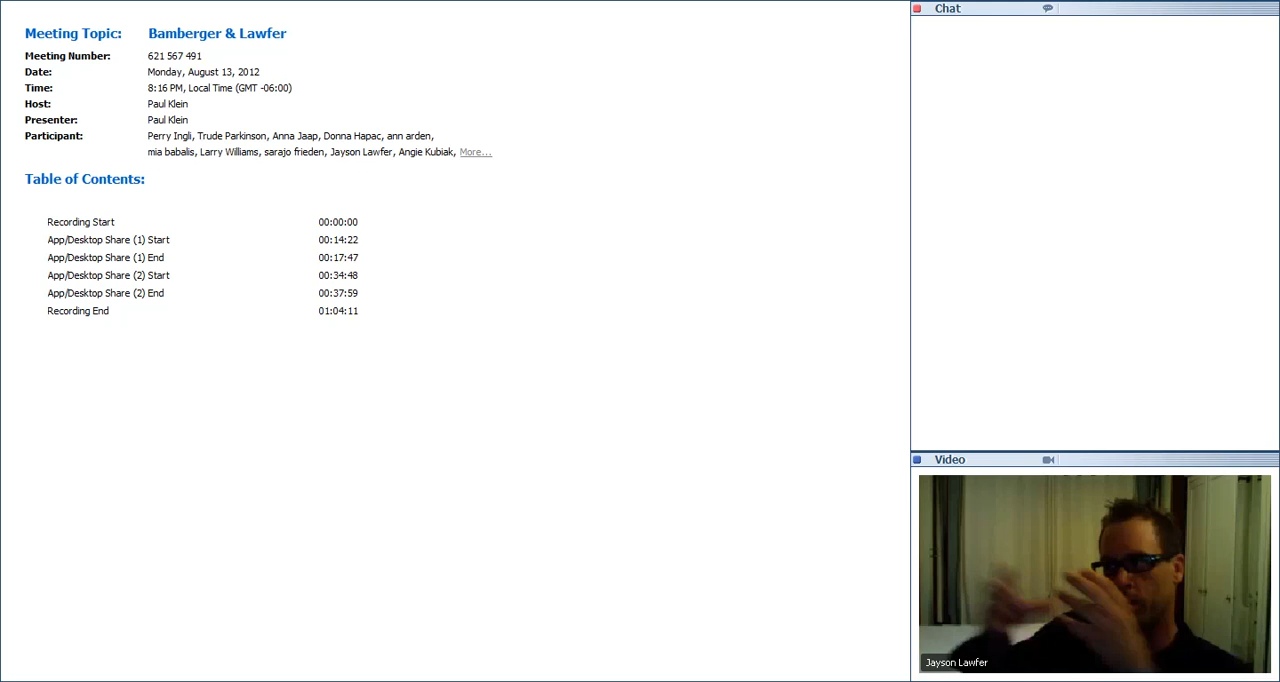 Meeting Topic: Bamberger & Lawfer
Meeting Number: 621 567 491
Date: Monday, August 13, 2012
Time: 8:16 PM, Local Time (GMT -06:00)
Host: Paul Klein
Presenter: Paul Klein
Participant: Perry Ingli, Trude Parkinson, Anna Jaap, Donna Hapac, ann arden,
mia babalis, Larry Williams, sarajo frieden, Jayson Lawfer, Angie Kubiak, More...
Table of Contents:
Recording Start 00:00:00
App/Desktop Share (1) Start 00:14:22
App/Desktop Share (1) End 00:17:47
App/Desktop Share (2) Start 00:34:48
App/Desktop Share (2) End 00:37:59
Recording End 01:04:11
Chat
Video
Jayson Lawfer